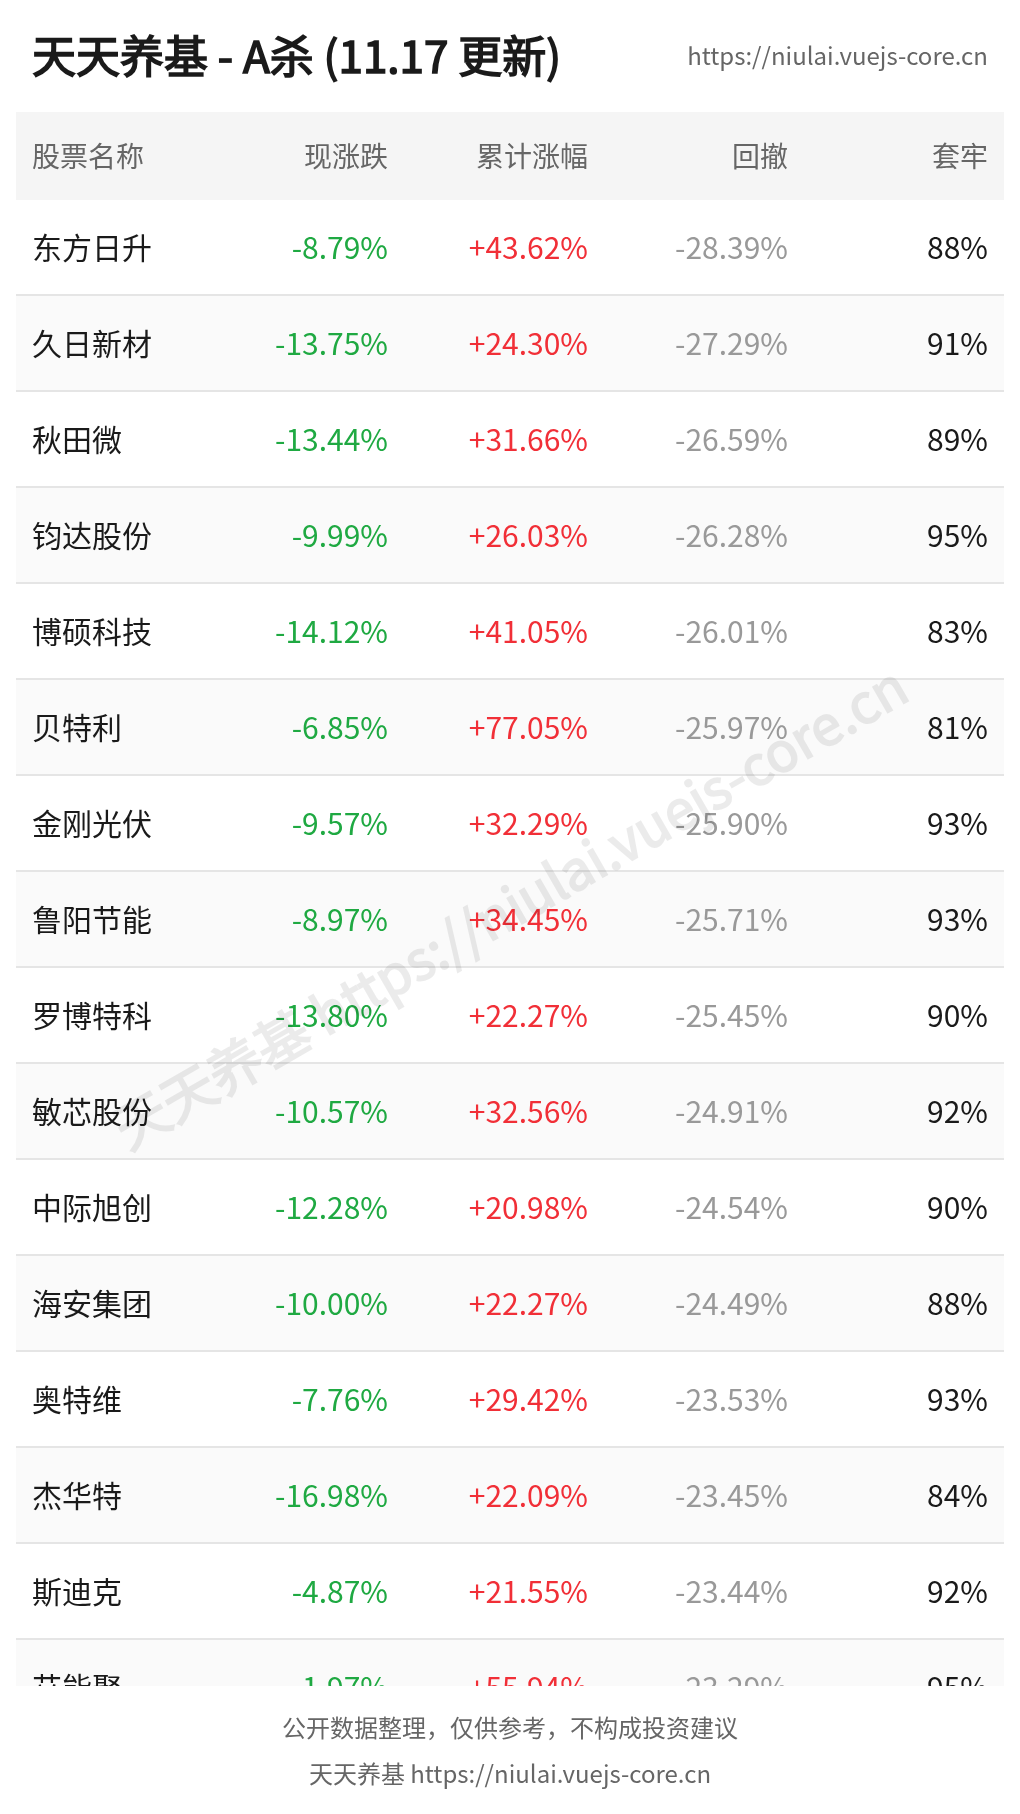 天天养基 - A杀 (11.17 更新)
https://niulai.vuejs-core.cn
股票名称 现涨跌 累计涨幅 回撤 套牢
东方日升 -8.79% +43.62% -28.39% 88%
久日新材 -13.75% +24.30% -27.29% 91%
秋田微 -13.44% +31.66% -26.59% 89%
钧达股份 -9.99% +26.03% -26.28% 95%
博硕科技 -14.12% +41.05% -26.01% 83%
贝特利 -6.85% +77.05% -25.97% 81%
金刚光伏 -9.57% +32.29% -25.90% 93%
鲁阳节能 -8.97% +34.45% -25.71% 93%
罗博特科 -13.80% +22.27% -25.45% 90%
敏芯股份 -10.57% +32.56% -24.91% 92%
中际旭创 -12.28% +20.98% -24.54% 90%
海安集团 -10.00% +22.27% -24.49% 88%
奥特维 -7.76% +29.42% -23.53% 93%
杰华特 -16.98% +22.09% -23.45% 84%
斯迪克 -4.87% +21.55% -23.44% 92%
天天养基 https://niulai.vuejs-core.cn
公开数据整理，仅供参考，不构成投资建议
天天养基 https://niulai.vuejs-core.cn